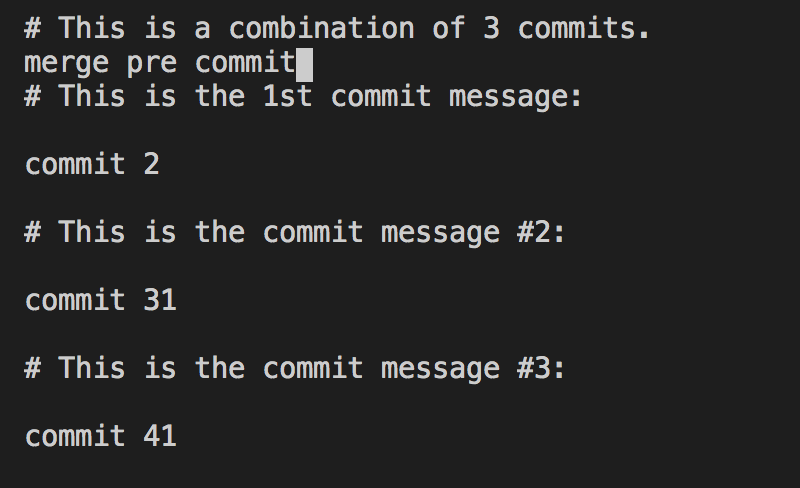 # This is a combination of 3 commits.
merge pre commit
# This is the 1st commit message:
commit 2
# This is the commit message #2:
commit 31
# This is the commit message #3:
commit 41